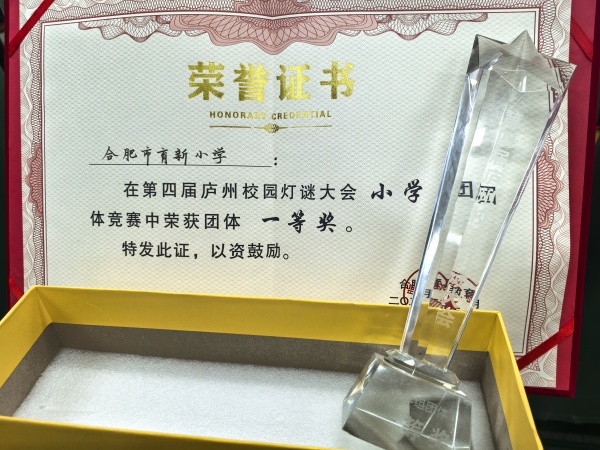 荣誉证书
HONORARY CREDENTIAL
合肥市育新小学：
在第四届庐州校园灯谜大会 小学 团
体竞赛中荣获团体 一等奖。
特发此证，以资鼓励。